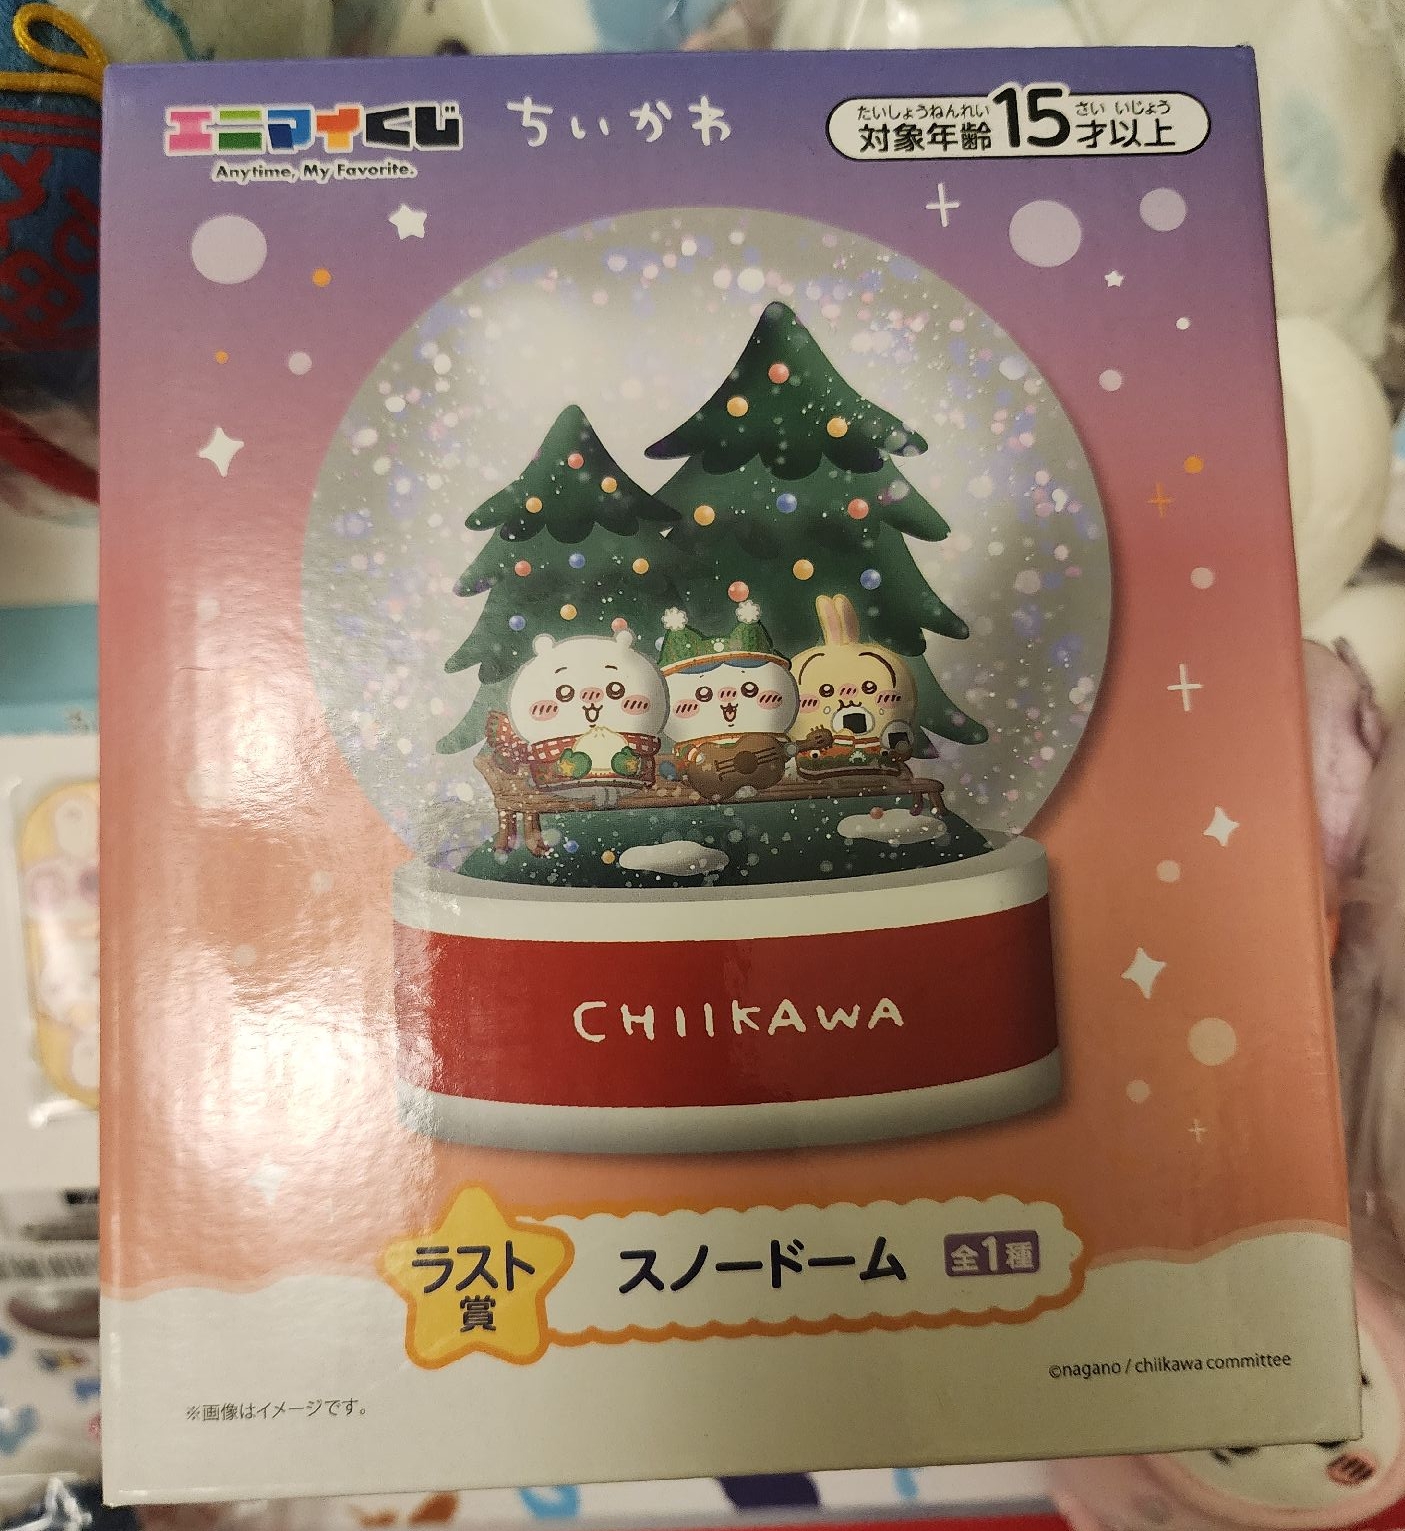 エニマイくじ
Anytime, My Favorite.
ちいかわ
たいしょうねんれい さい いじょう
対象年齢15才以上
CHIIKAWA
ラスト賞
スノードーム 全1種
©nagano / chiikawa committee
※画像はイメージです。